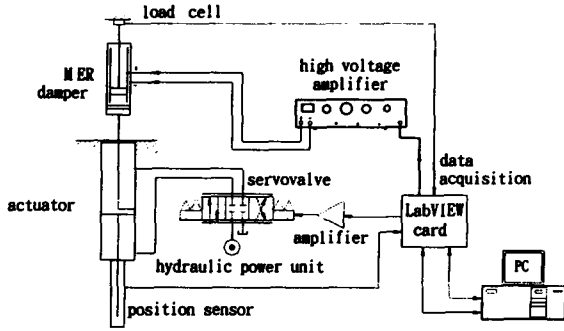 load cell
MER
damper
high voltage
amplifier
data
acquisition
servovalve
actuator
LabVIEW
card
amplifier
PC
hydraulic power unit
position sensor